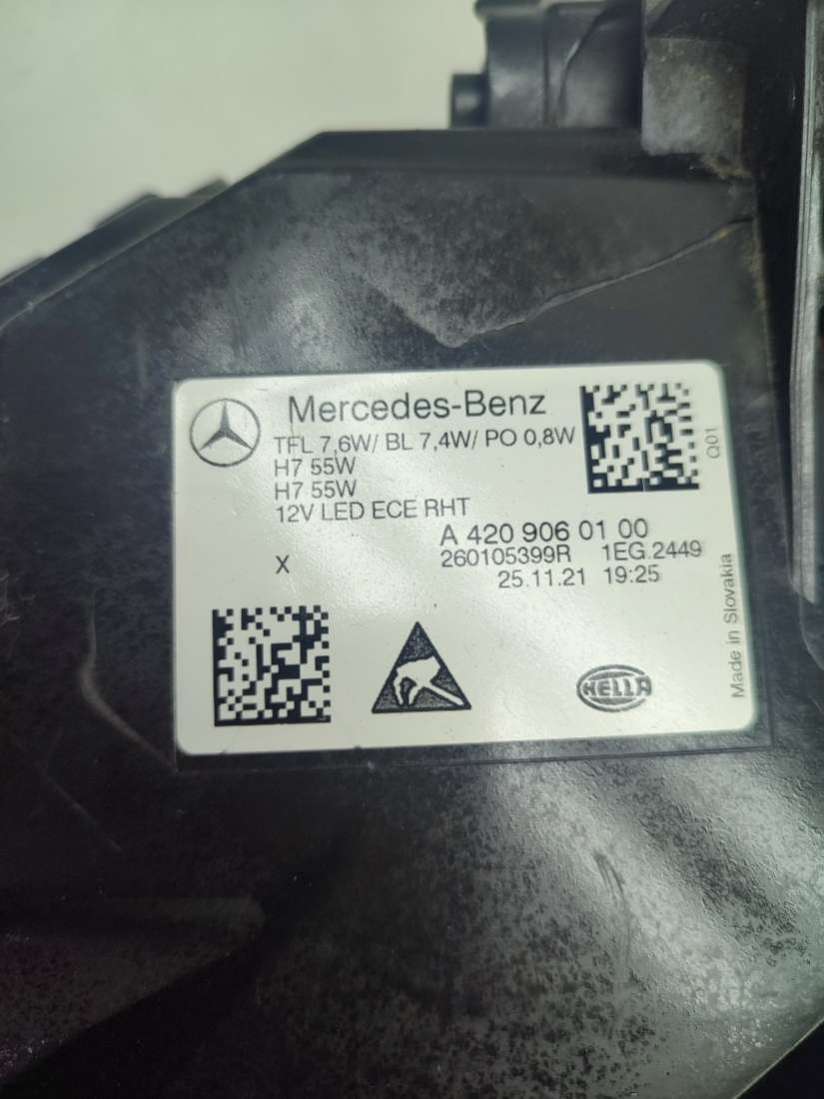 Mercedes-Benz
TFL 7,6W/ BL 7,4W/ PO 0,8W
H7 55W
H7 55W
12V LED ECE RHT
Q01
A 420 906 01 00
X
260105399R 1EG.2449
25.11.21 19:25
Made in Slovakia
HELLA